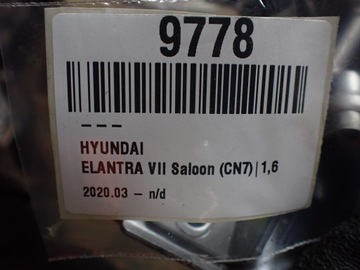 9778
---
HYUNDAI
ELANTRA VII Saloon (CN7)|1,6
2020.03 - n/d